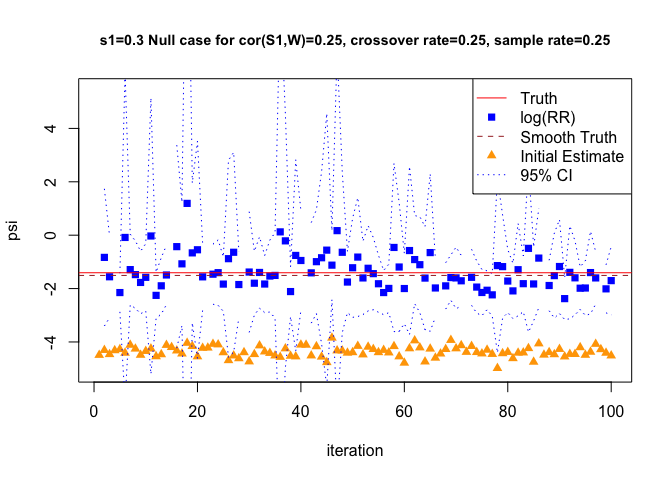 s1=0.3 Null case for cor(S1,W)=0.25, crossover rate=0.25, sample rate=0.25
Truth
log(RR)
Smooth Truth
Initial Estimate
95% CI
psi
4
2
0
-2
-4
0
20
40
60
80
100
iteration